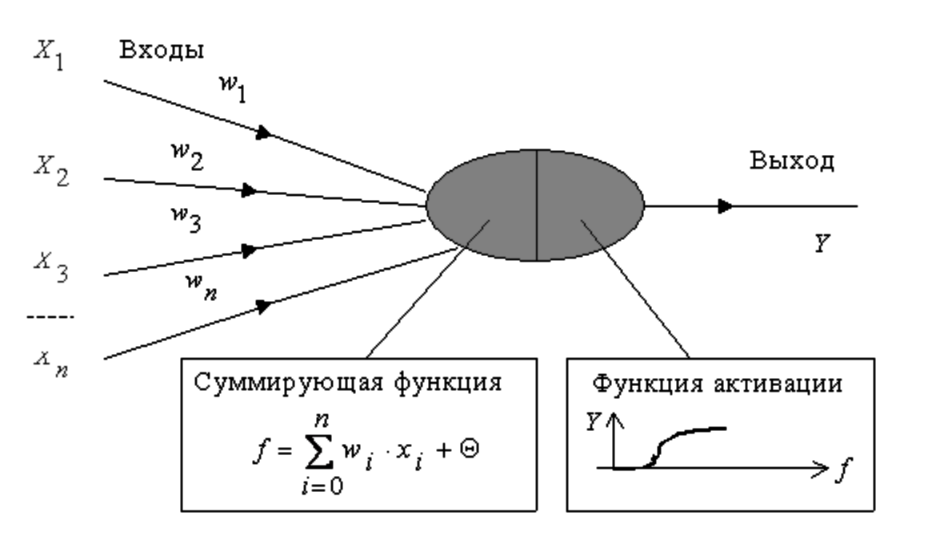 X1 Входы
w1
X2 w2
Выход
w3
Y
X3
wn
-----
Xn
Суммирующая функция
f = ∑ wi · xi + Θ
n
i=0
Функция активации
Y
f